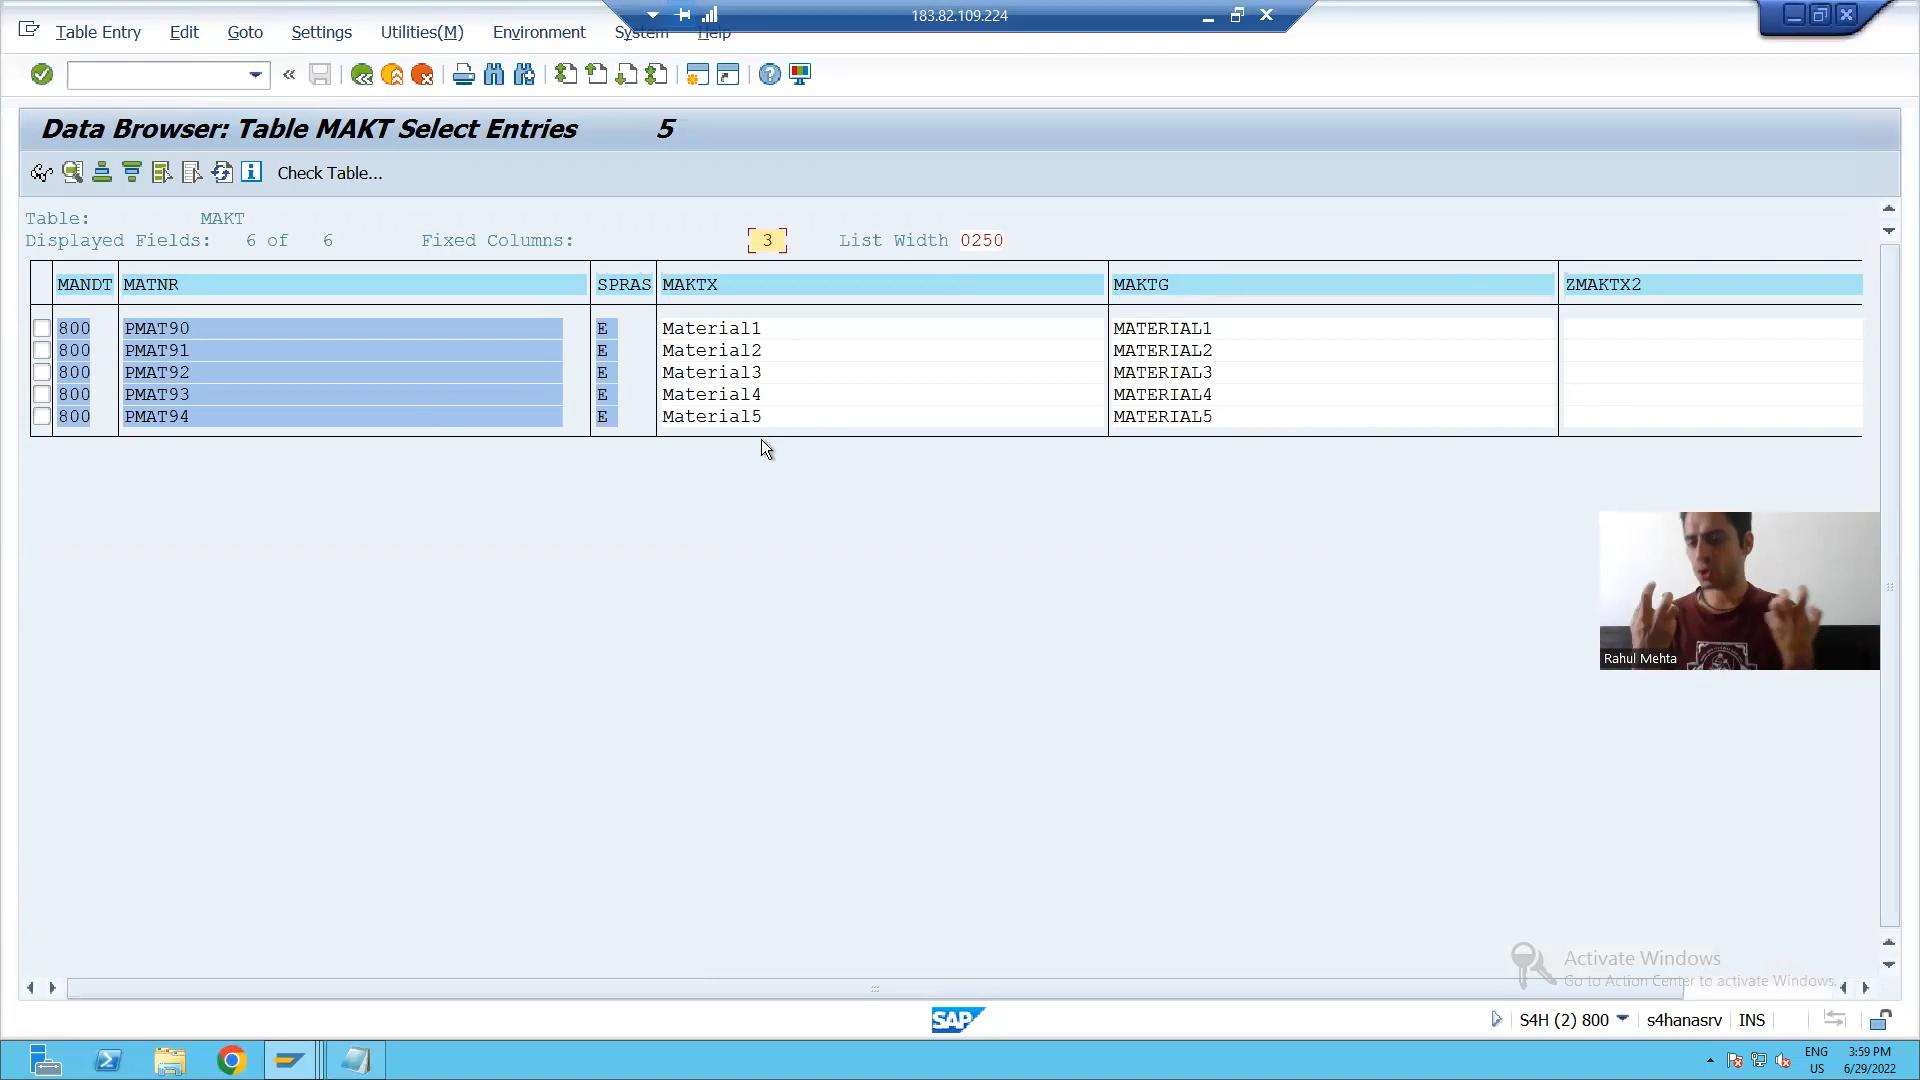 183.82.109.224
Table Entry Edit Goto Settings Utilities(M) Environment System Help
Data Browser: Table MAKT Select Entries 5
Check Table...
Table: MAKT
Displayed Fields: 6 of 6 Fixed Columns: 3 List Width 0250
MANDT MATNR SPRAS MAKTX MAKTG ZMAKTX2
800 PMAT90 E Material1 MATERIAL1
800 PMAT91 E Material2 MATERIAL2
800 PMAT92 E Material3 MATERIAL3
800 PMAT93 E Material4 MATERIAL4
800 PMAT94 E Material5 MATERIAL5
Rahul Mehta
Activate Windows
Go to Action Center to activate Windows.
SAP S4H (2) 800 s4hanasrv INS
ENG 3:59 PM
US 6/29/2022